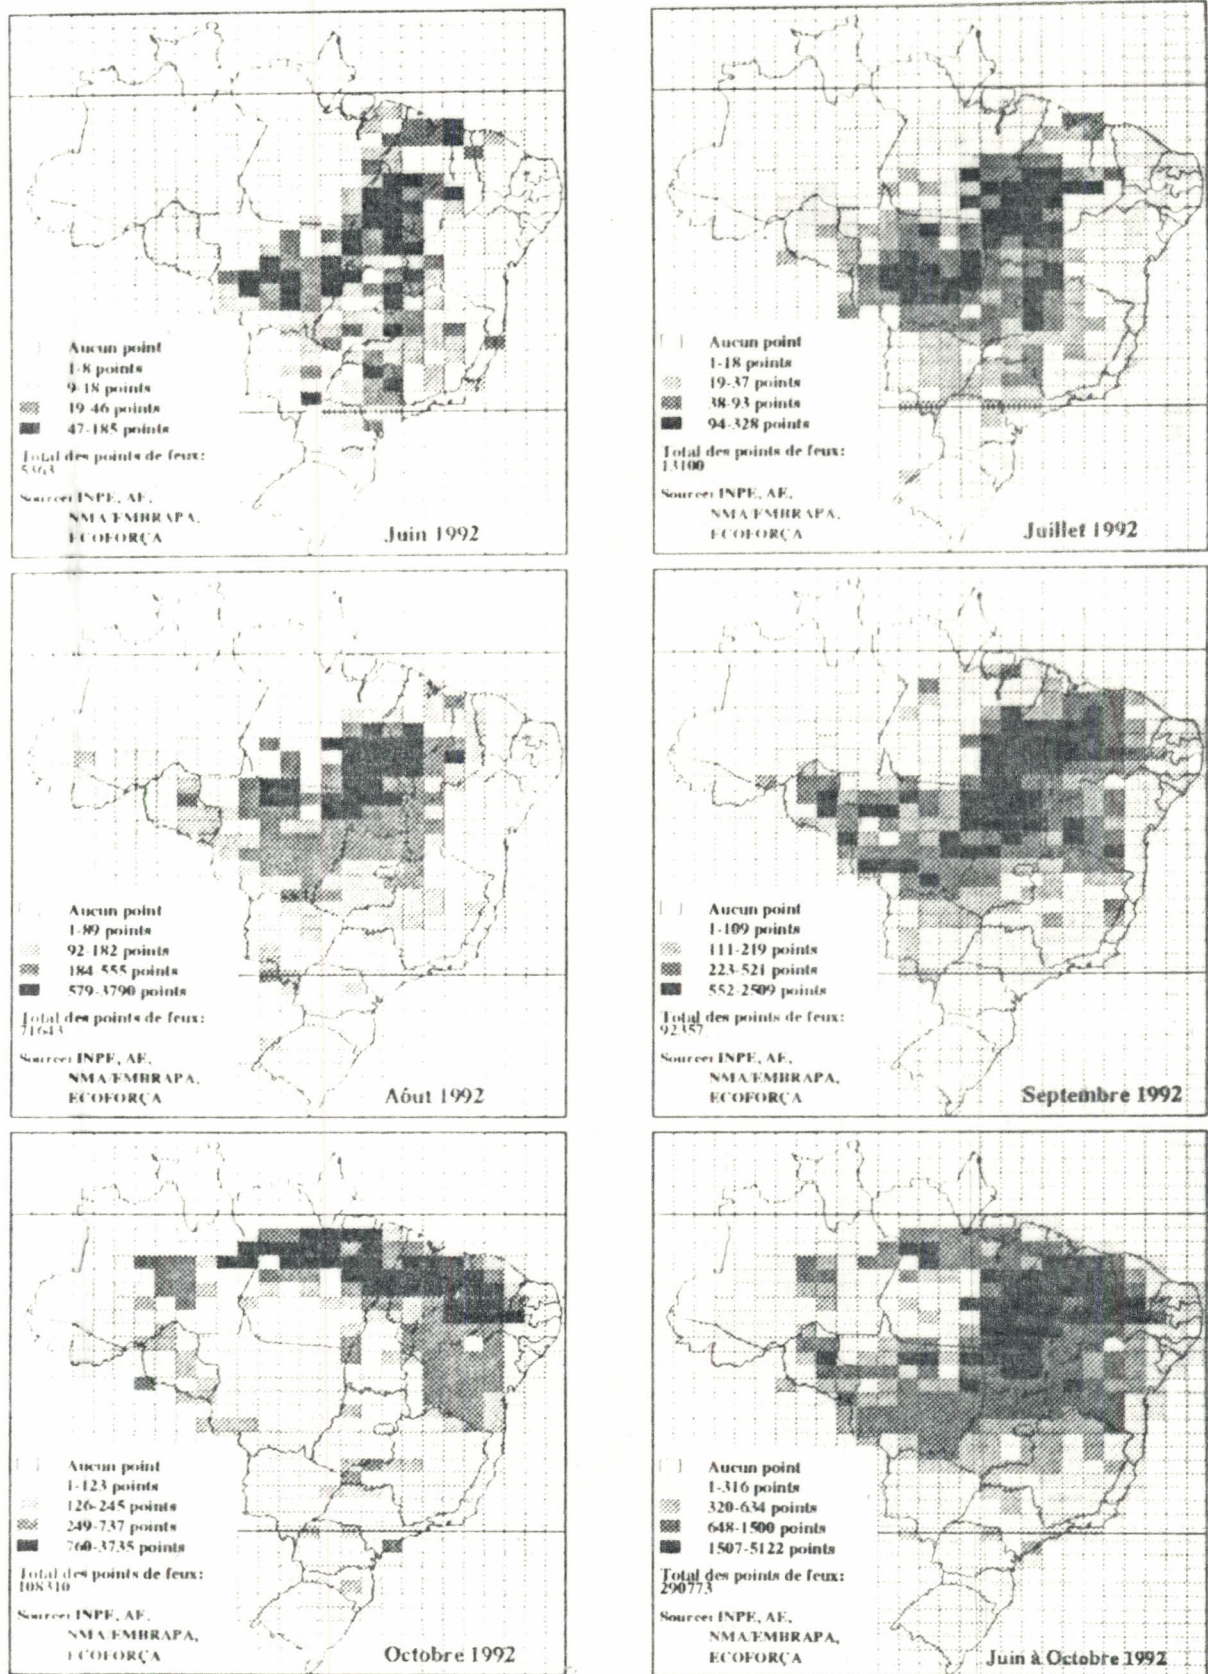 Aucun point
1-8 points
9-18 points
19-46 points
47-185 points
Total des points de feux:
5363
Source: INPE, AE,
NMA/EMBRAPA,
ECOFORÇA
Juin 1992
Aucun point
1-18 points
19-37 points
38-93 points
94-328 points
Total des points de feux:
13100
Source: INPE, AE,
NMA/EMBRAPA,
ECOFORÇA
Juillet 1992
Aucun point
1-89 points
92-182 points
184-555 points
579-3790 points
Total des points de feux:
71643
Source: INPE, AE,
NMA/EMBRAPA,
ECOFORÇA
Aôut 1992
Aucun point
1-109 points
111-219 points
223-521 points
552-2509 points
Total des points de feux:
92357
Source: INPE, AE,
NMA/EMBRAPA,
ECOFORÇA
Septembre 1992
Aucun point
1-123 points
126-245 points
249-737 points
760-3735 points
Total des points de feux:
108310
Source: INPE, AE,
NMA/EMBRAPA,
ECOFORÇA
Octobre 1992
Aucun point
1-316 points
320-634 points
648-1500 points
1507-5122 points
Total des points de feux:
290773
Source: INPE, AE,
NMA/EMBRAPA,
ECOFORÇA
Juin à Octobre 1992